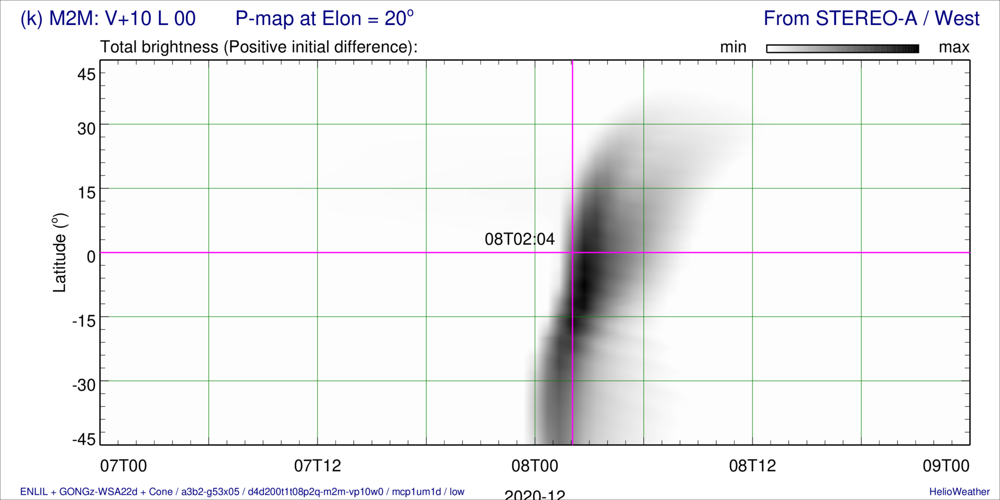 (k) M2M: V+10 L 00 P-map at Elon = 20° From STEREO-A / West
Total brightness (Positive initial difference): min max
45
30
15
08T02:04
0
-15
-30
-45
Latitude (°)
07T00 07T12 08T00 08T12 09T00
ENLIL + GONGz-WSA22d + Cone / a3b2-g53x05 / d4d200t1t08p2q-m2m-vp10w0 / mcp1um1d / low HelioWeather
2020-12